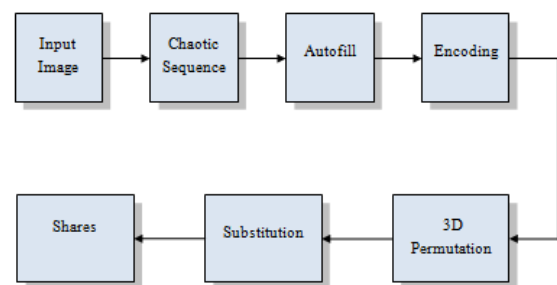 Input
Image
Chaotic
Sequence
Autofill
Encoding
3D
Permutation
Substitution
Shares